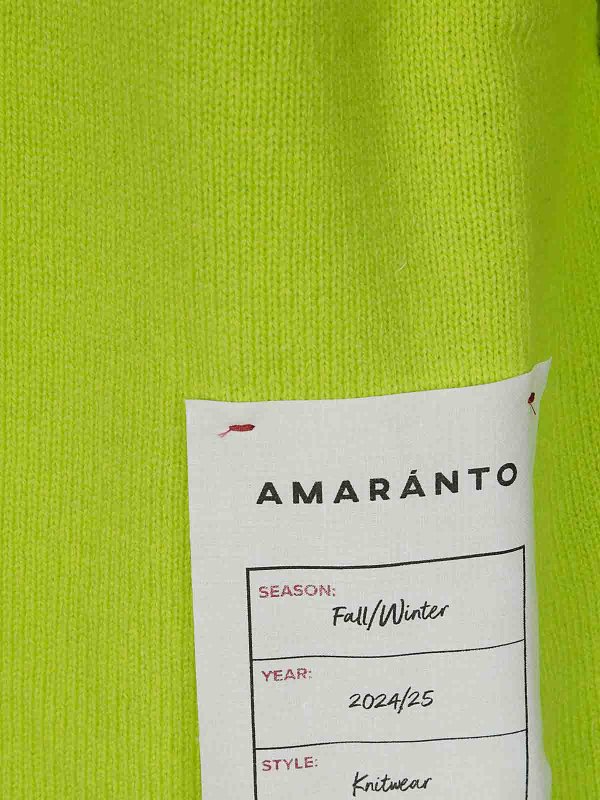 AMARÁNTO
SEASON:
Fall/Winter
YEAR:
2024/25
STYLE:
Knitwear